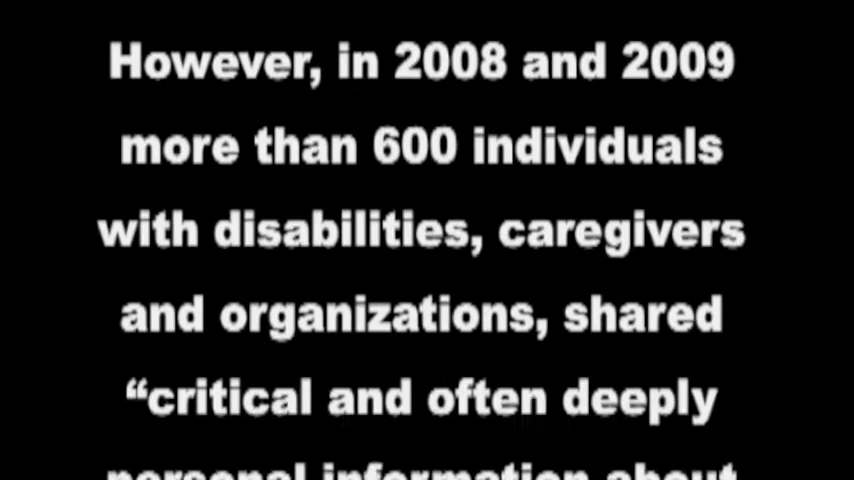 However, in 2008 and 2009
more than 600 individuals
with disabilities, caregivers
and organizations, shared
“critical and often deeply
personal information about